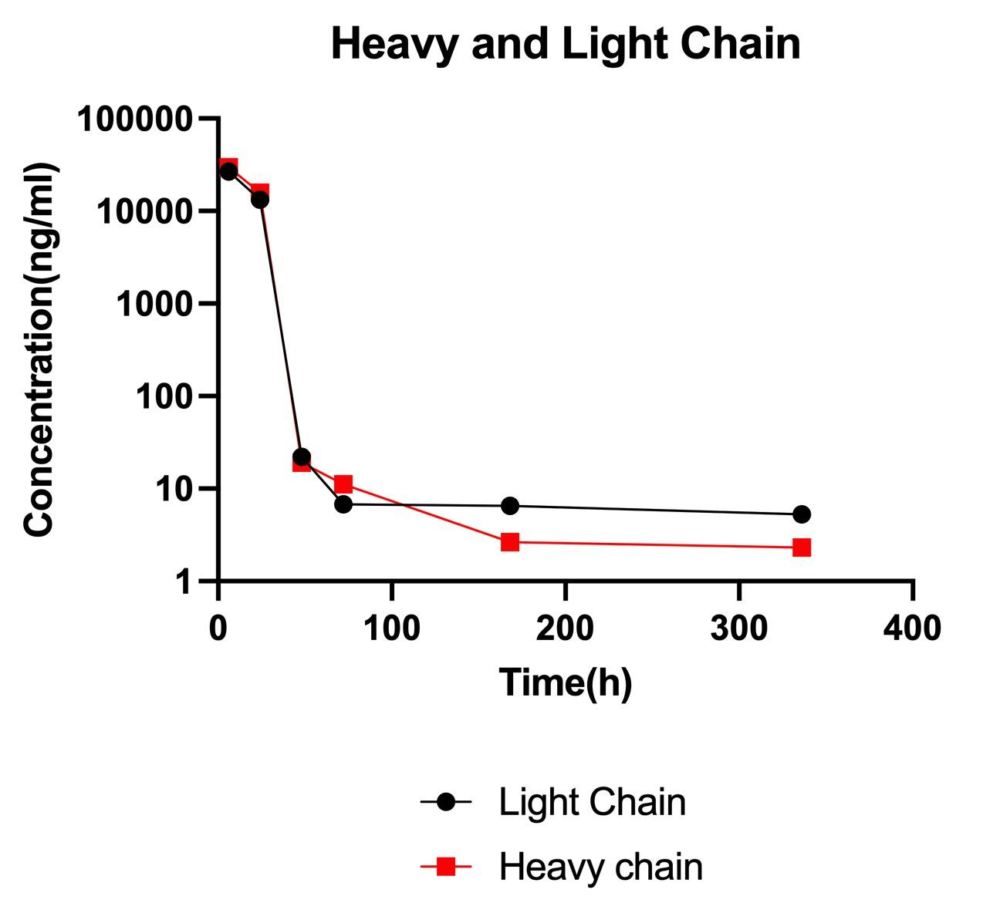 Heavy and Light Chain
Concentration(ng/ml)
100000
10000
1000
100
10
1
0 100 200 300 400
Time(h)
Light Chain
Heavy chain